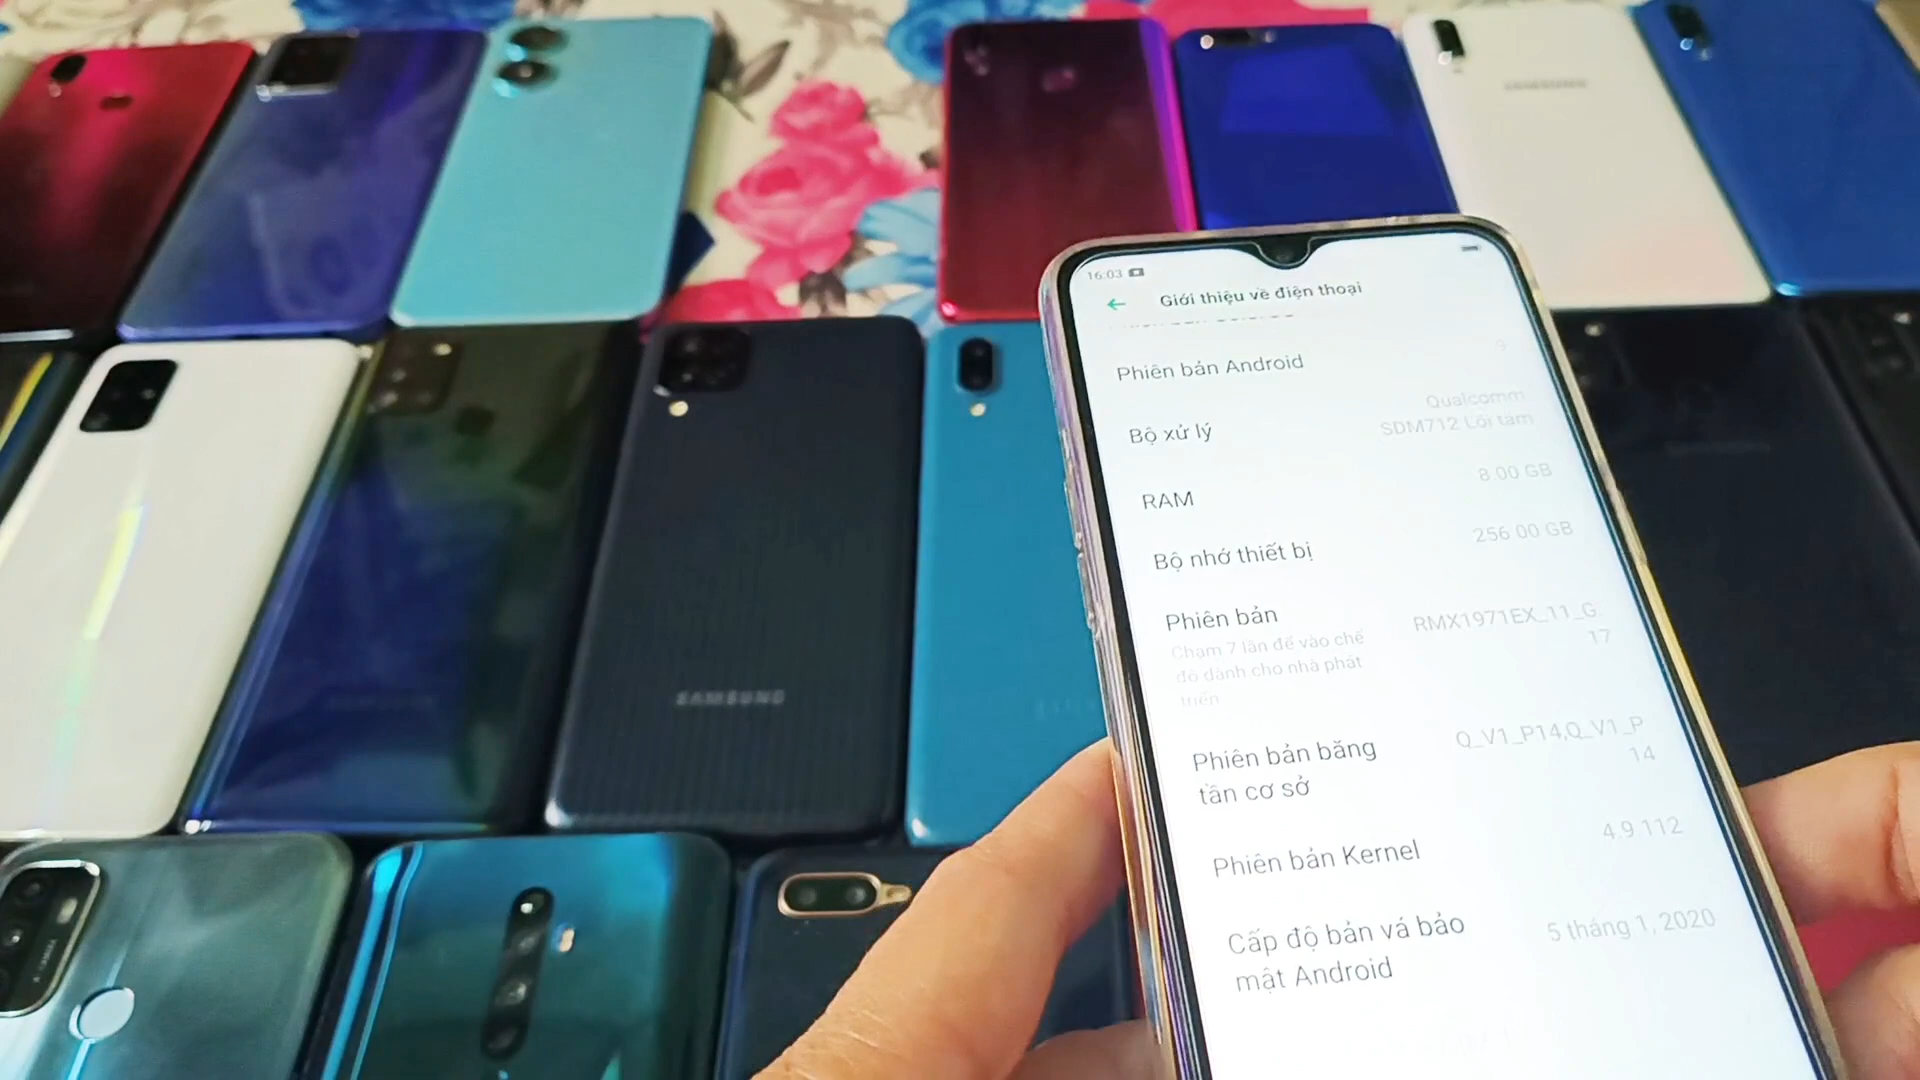 SAMSUNG
16:03
Giới thiệu về điện thoại
Phiên bản Android
9
Bộ xử lý
Qualcomm
SDM712 Lõi tám
RAM
8.00 GB
Bộ nhớ thiết bị
256.00 GB
Phiên bản
RMX1971EX_11_G.
17
Chạm 7 lần để vào chế
độ dành cho nhà phát
triển
Phiên bản băng
tần cơ sở
Q_V1_P14,Q_V1_P
14
Phiên bản Kernel
4.9.112
Cấp độ bản vá bảo
mật Android
5 tháng 1, 2020
SAMSUNG